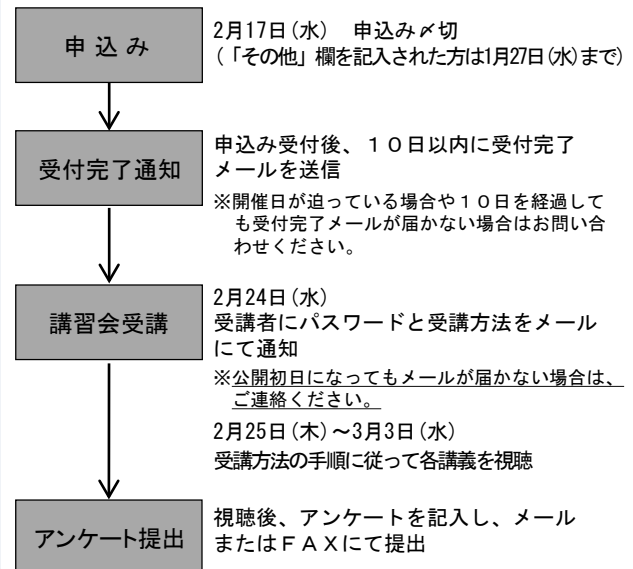 申込み
2月17日(水)　申込み〆切
(「その他」欄を記入された方は1月27日(水)まで)
受付完了通知
申込み受付後、１０日以内に受付完了
メールを送信
※開催日が迫っている場合や１０日を経過して
も受付完了メールが届かない場合はお問い合
わせください。
講習会受講
2月24日(水)
受講者にパスワードと受講方法をメール
にて通知
※公開初日になってもメールが届かない場合は、
ご連絡ください。
2月25日(木)～3月3日(水)
受講方法の手順に従って各講義を視聴
アンケート提出
視聴後、アンケートを記入し、メール
またはＦＡＸにて提出